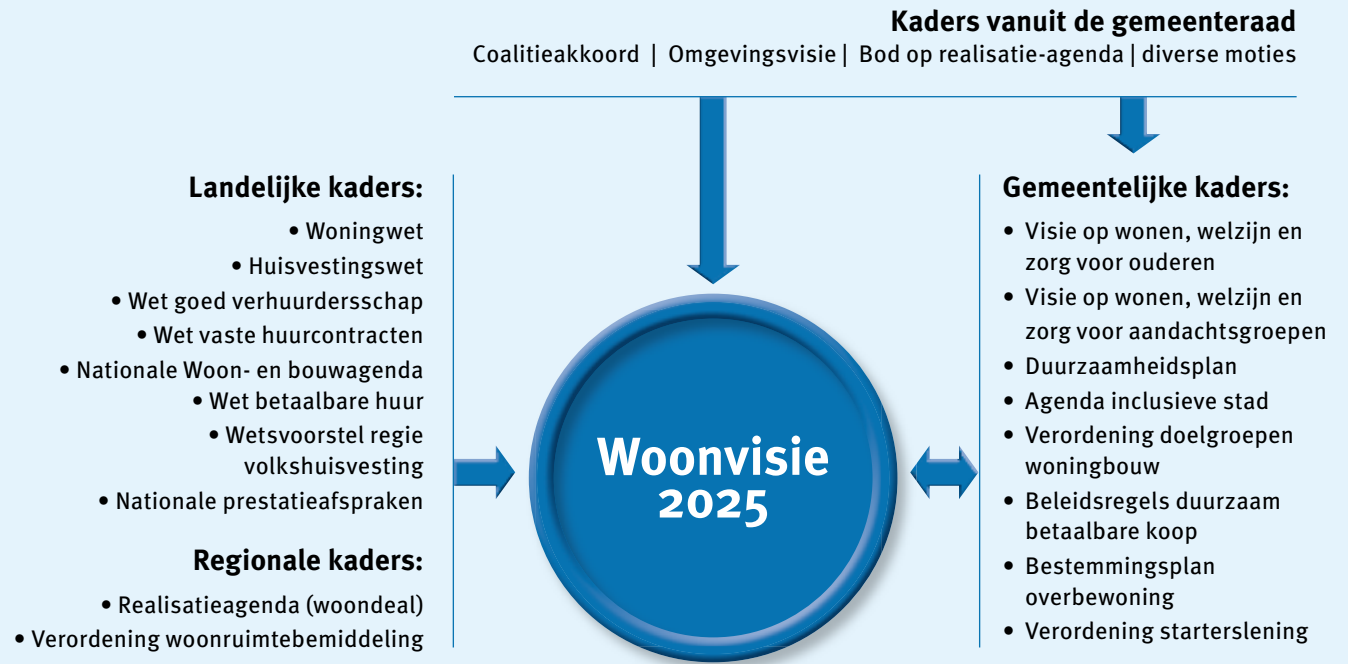 Kaders vanuit de gemeenteraad
Coalitieakkoord | Omgevingsvisie | Bod op realisatie-agenda | diverse moties
Landelijke kaders:
• Woningwet
• Huisvestingswet
• Wet goed verhuurdersschap
• Wet vaste huurcontracten
• Nationale Woon- en bouwagenda
• Wet betaalbare huur
• Wetsvoorstel regie
volkshuisvesting
• Nationale prestatieafspraken
Regionale kaders:
• Realisatieagenda (woondeal)
• Verordening woonruimtebemiddeling
Woonvisie
2025
Gemeentelijke kaders:
• Visie op wonen, welzijn en
zorg voor ouderen
• Visie op wonen, welzijn en
zorg voor aandachtsgroepen
• Duurzaamheidsplan
• Agenda inclusieve stad
• Verordening doelgroepen
woningbouw
• Beleidsregels duurzaam
betaalbare koop
• Bestemmingsplan
overbewoning
• Verordening starterslening